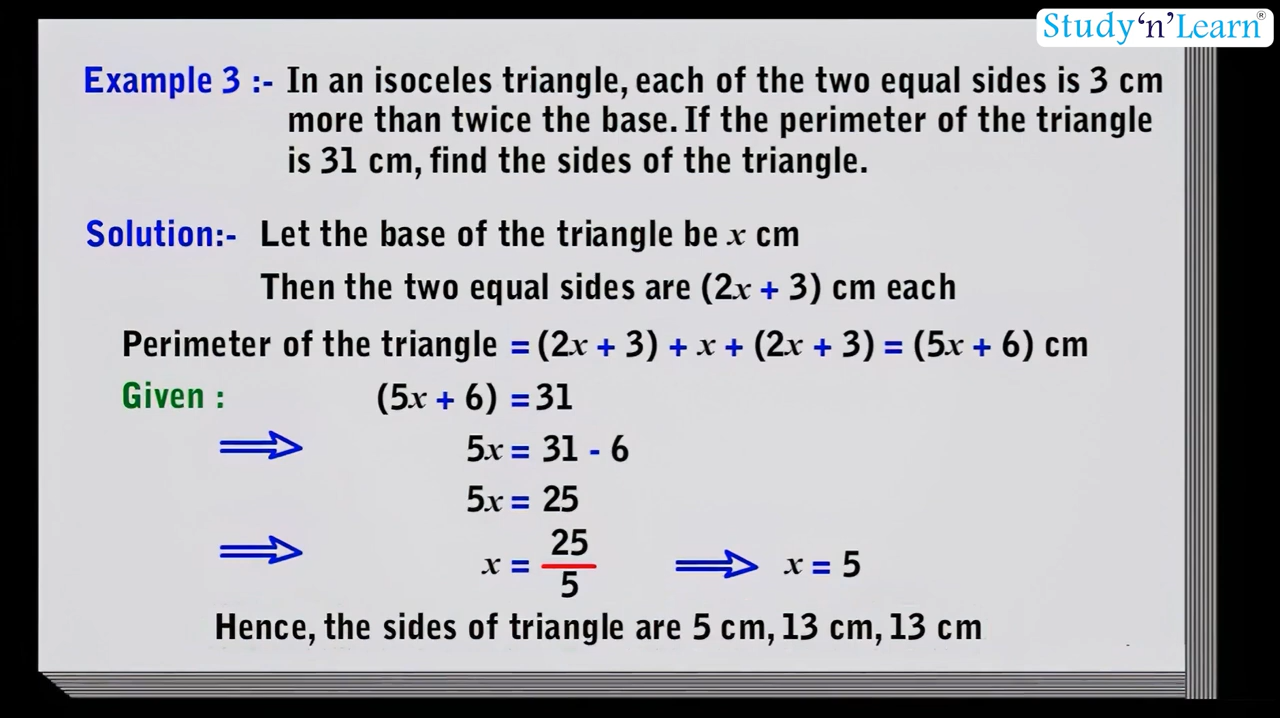 Study‘n’Learn®
Example 3 :- In an isoceles triangle, each of the two equal sides is 3 cm
more than twice the base. If the perimeter of the triangle
is 31 cm, find the sides of the triangle.
Solution:- Let the base of the triangle be x cm
Then the two equal sides are (2x + 3) cm each
Perimeter of the triangle = (2x + 3) + x + (2x + 3) = (5x + 6) cm
Given : (5x + 6) = 31
⇒ 5x = 31 - 6
5x = 25
⇒ x = 25/5 ⇒ x = 5
Hence, the sides of triangle are 5 cm, 13 cm, 13 cm